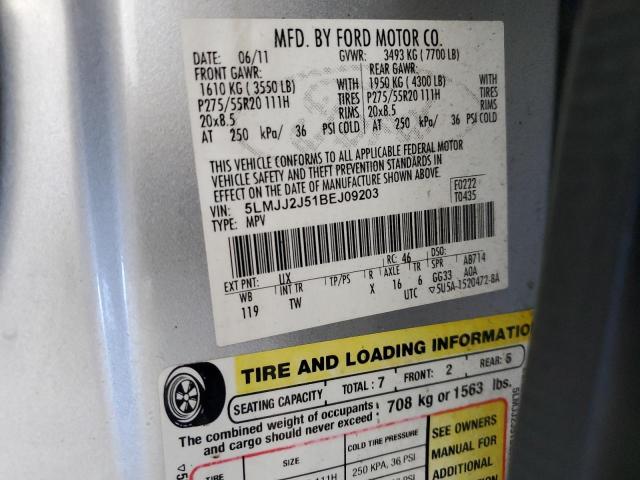 MFD. BY FORD MOTOR CO.
DATE: 06/11 GVWR: 3493 KG (7700 LB)
FRONT GAWR: REAR GAWR:
1610 KG (3550 LB) WITH 1950 KG (4300 LB) WITH
P275/55R20 111H TIRES P275/55R20 111H TIRES
20x8.5 RIMS 20x8.5 RIMS
AT 250 kPa/ 36 PSI COLD AT 250 kPa/ 36 PSI COLD
THIS VEHICLE CONFORMS TO ALL APPLICABLE FEDERAL MOTOR
VEHICLE SAFETY AND THEFT PREVENTION STANDARDS IN
EFFECT ON THE DATE OF MANUFACTURE SHOWN ABOVE.
VIN: 5LMJJ2J51BEJ09203 F0222
TYPE: MPV T0435
EXT PNT: UX RC: 46 DSO:
WB INT TR TP/PS R AXLE TR SPR AB714
119 TW X 16 6 GG33 A0A
UTC ▽5U5A-1520472-BA
TIRE AND LOADING INFORMATIO
SEATING CAPACITY TOTAL: 7 FRONT: 2 REAR: 5
The combined weight of occupants
and cargo should never exceed: 708 kg or 1563 lbs.
TIRE SIZE COLD TIRE PRESSURE SEE OWNERS
MANUAL FOR
111H 250 KPA, 36 PSI ADDITIONAL